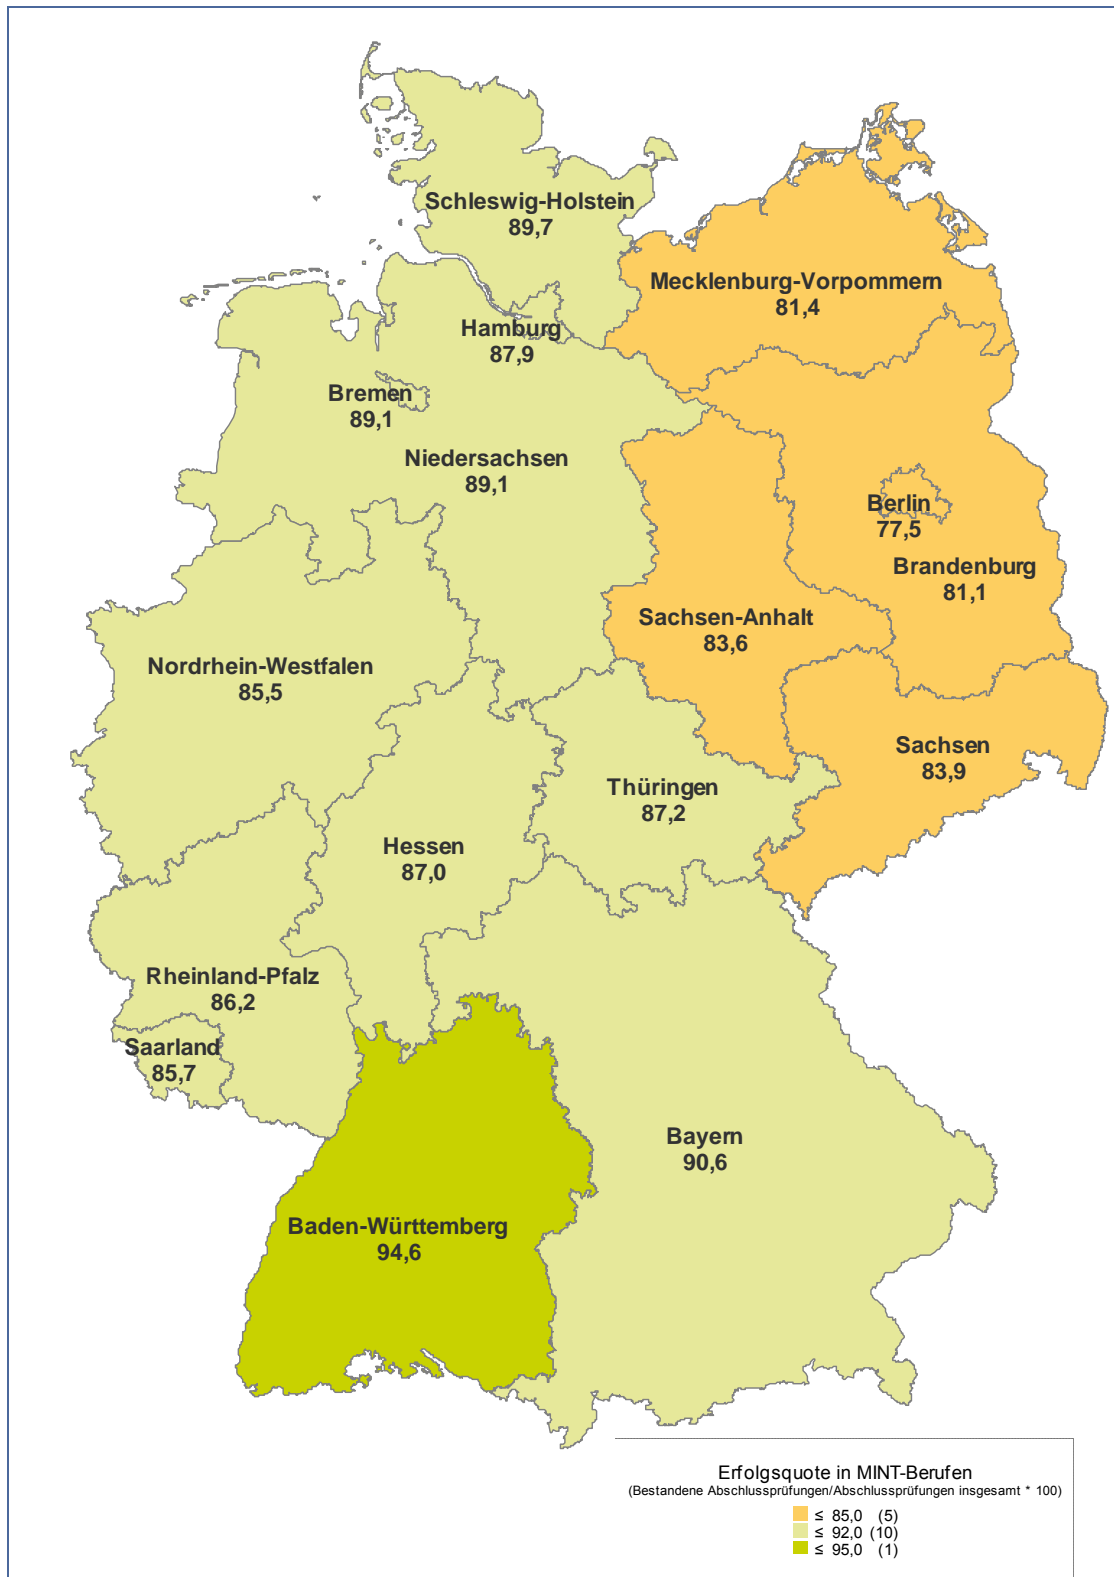 Schleswig-Holstein
89,7
Mecklenburg-Vorpommern
81,4
Hamburg
87,9
Bremen
89,1
Niedersachsen
89,1
Berlin
77,5
Brandenburg
81,1
Sachsen-Anhalt
83,6
Nordrhein-Westfalen
85,5
Sachsen
83,9
Thüringen
87,2
Hessen
87,0
Rheinland-Pfalz
86,2
Saarland
85,7
Bayern
90,6
Baden-Württemberg
94,6
Erfolgsquote in MINT-Berufen
(Bestandene Abschlussprüfungen/Abschlussprüfungen insgesamt * 100)
≤ 85,0 (5)
≤ 92,0 (10)
≤ 95,0 (1)